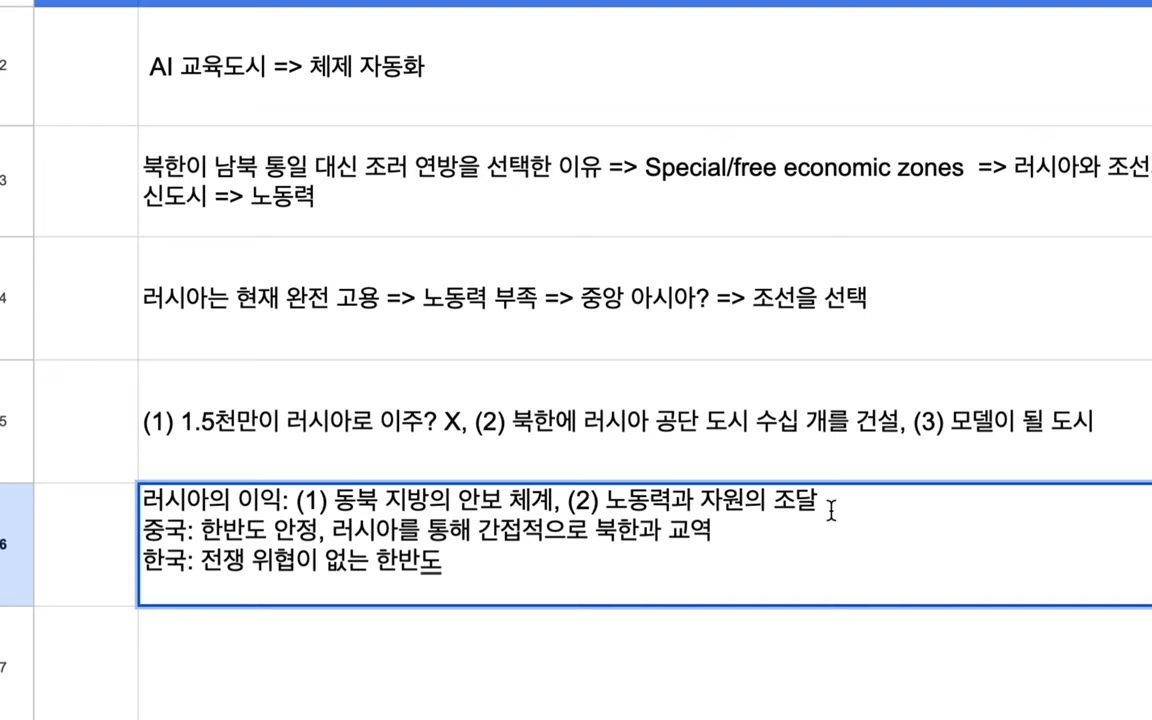 2
AI 교육도시 => 체제 자동화
3
북한이 남북 통일 대신 조러 연방을 선택한 이유 => Special/free economic zones => 러시아와 조선
신도시 => 노동력
4
러시아는 현재 완전 고용 => 노동력 부족 => 중앙 아시아? => 조선을 선택
5
(1) 1.5천만이 러시아로 이주? X, (2) 북한에 러시아 공단 도시 수십 개를 건설, (3) 모델이 될 도시
6
러시아의 이익: (1) 동북 지방의 안보 체계, (2) 노동력과 자원의 조달
중국: 한반도 안정, 러시아를 통해 간접적으로 북한과 교역
한국: 전쟁 위협이 없는 한반도
7